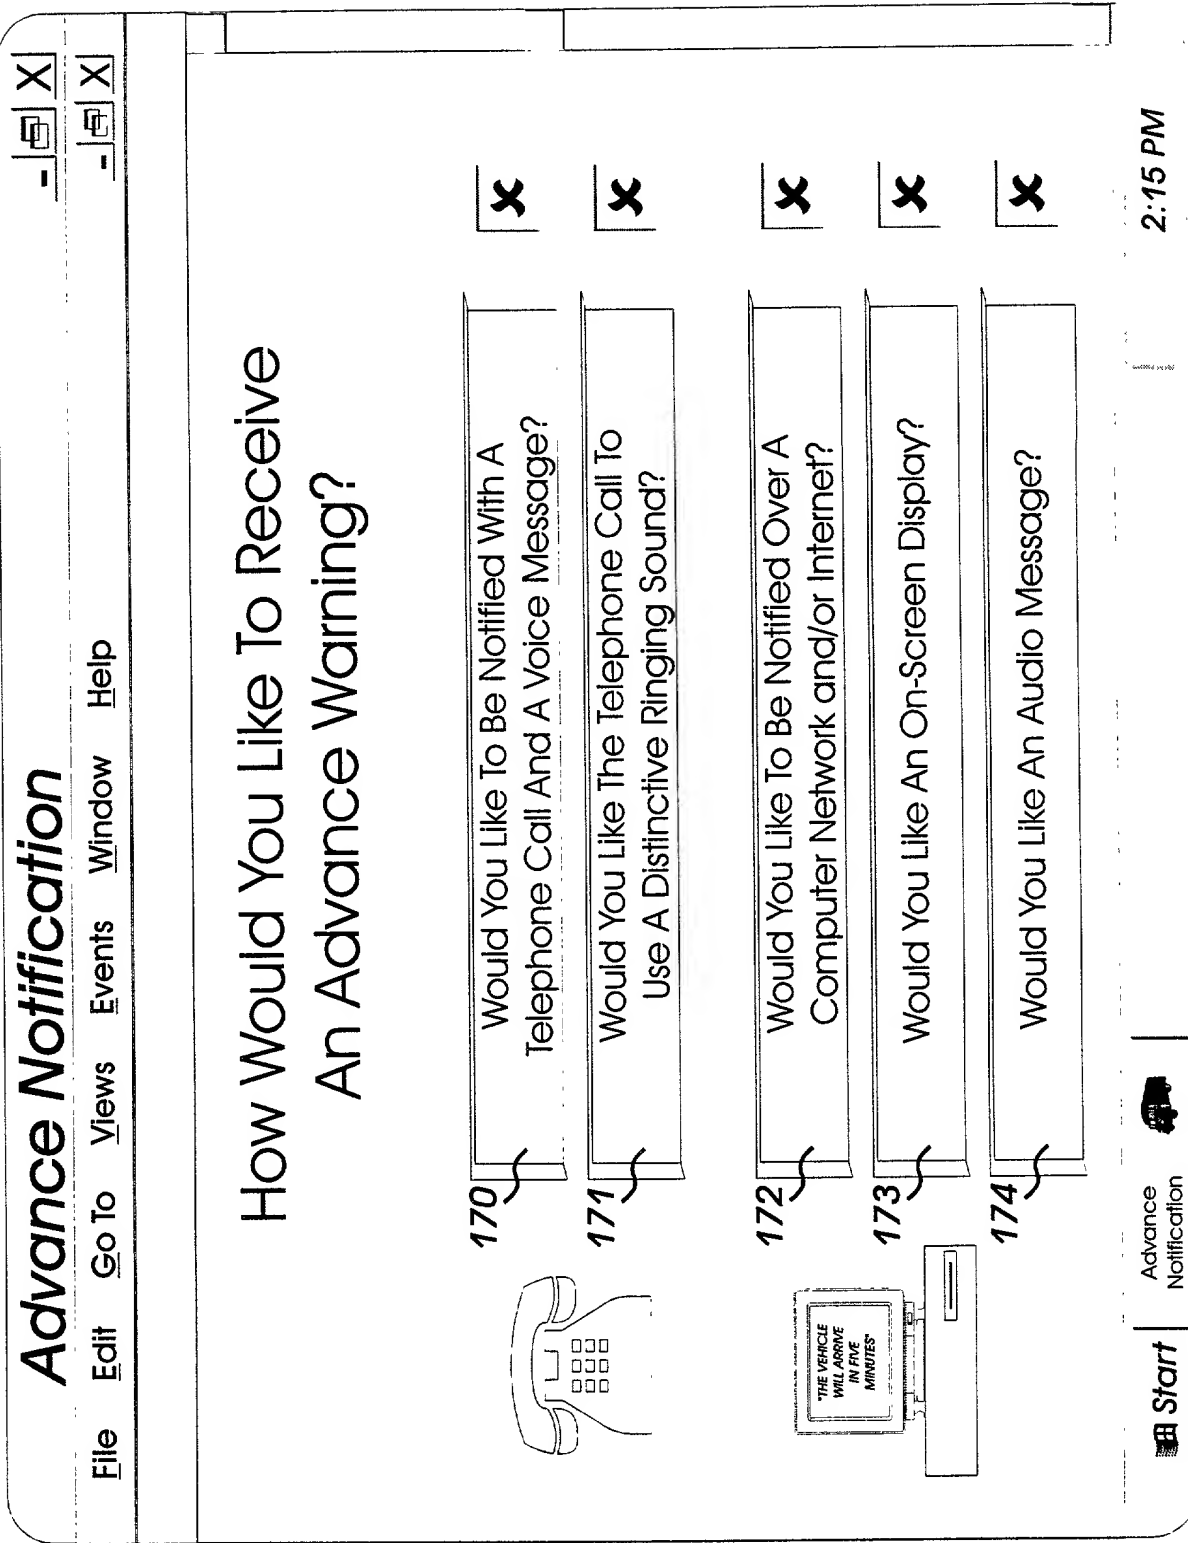 Advance Notification
File Edit Go To Views Events Window Help
How Would You Like To Receive
An Advance Warning?
170
Would You Like To Be Notified With A
Telephone Call And A Voice Message?
171
Would You Like The Telephone Call To
Use A Distinctive Ringing Sound?
"THE VEHICLE
WILL ARRIVE
IN FIVE
MINUTES"
172
Would You Like To Be Notified Over A
Computer Network and/or Internet?
173
Would You Like An On-Screen Display?
174
Would You Like An Audio Message?
Start
Advance
Notification
2:15 PM